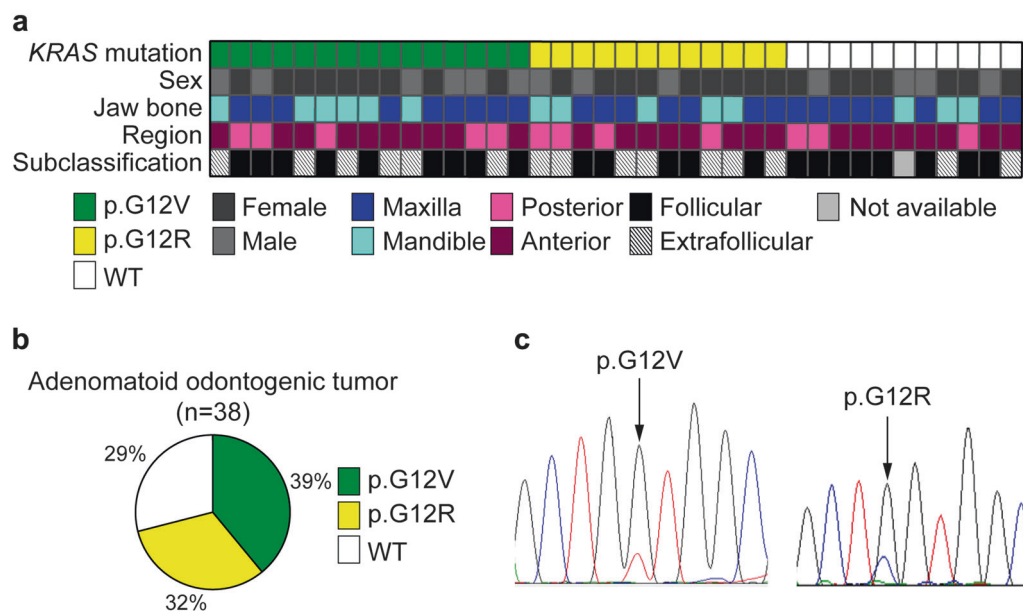 a
KRAS mutation
Sex
Jaw bone
Region
Subclassification
p.G12V Female Maxilla Posterior Follicular Not available
p.G12R Male Mandible Anterior Extrafollicular
WT
b
Adenomatoid odontogenic tumor
(n=38)
29%
39%
32%
p.G12V
p.G12R
WT
c
p.G12V
p.G12R